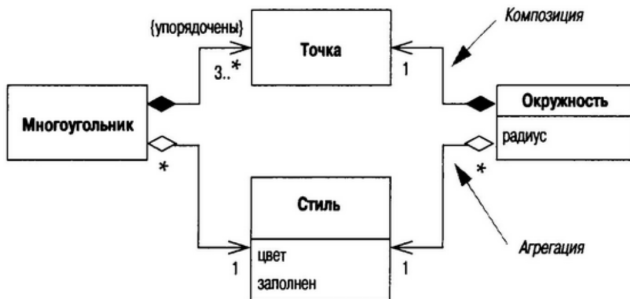 {упорядочены}
Точка
Композиция
3..*
1
Многоугольник
Окружность
радиус
*
*
Стиль
цвет
заполнен
1
1
Агрегация